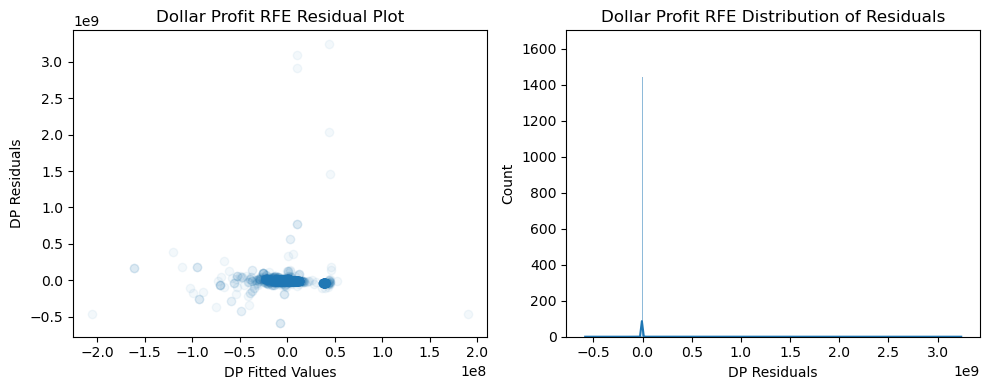 Dollar Profit RFE Residual Plot
1e9
3.0
2.5
2.0
1.5
1.0
0.5
0.0
−0.5
DP Residuals
−2.0 −1.5 −1.0 −0.5 0.0 0.5 1.0 1.5 2.0
1e8
DP Fitted Values
Dollar Profit RFE Distribution of Residuals
1600
1400
1200
1000
800
600
400
200
0
Count
−0.5 0.0 0.5 1.0 1.5 2.0 2.5 3.0
1e9
DP Residuals